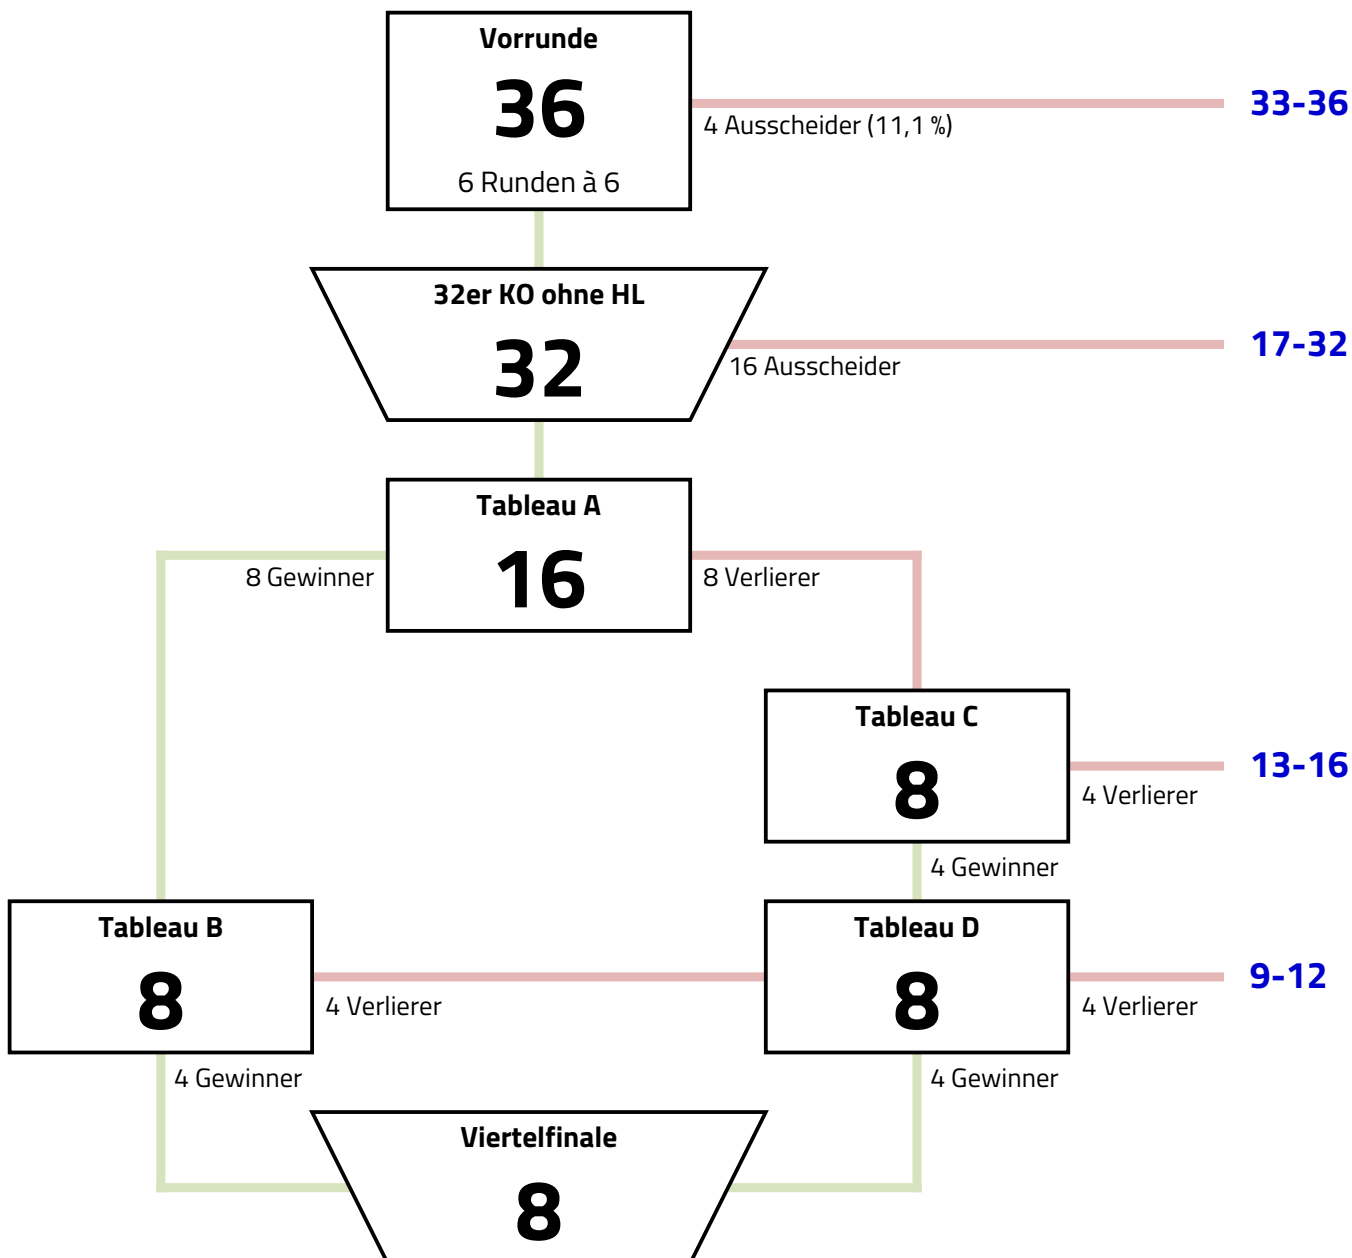 Vorrunde
36
6 Runden à 6
4 Ausscheider (11,1 %)
33-36
32er KO ohne HL
32
16 Ausscheider
17-32
Tableau A
16
8 Gewinner
8 Verlierer
Tableau C
8
4 Verlierer
13-16
4 Gewinner
Tableau B
8
4 Verlierer
4 Gewinner
Tableau D
8
4 Verlierer
9-12
4 Gewinner
Viertelfinale
8